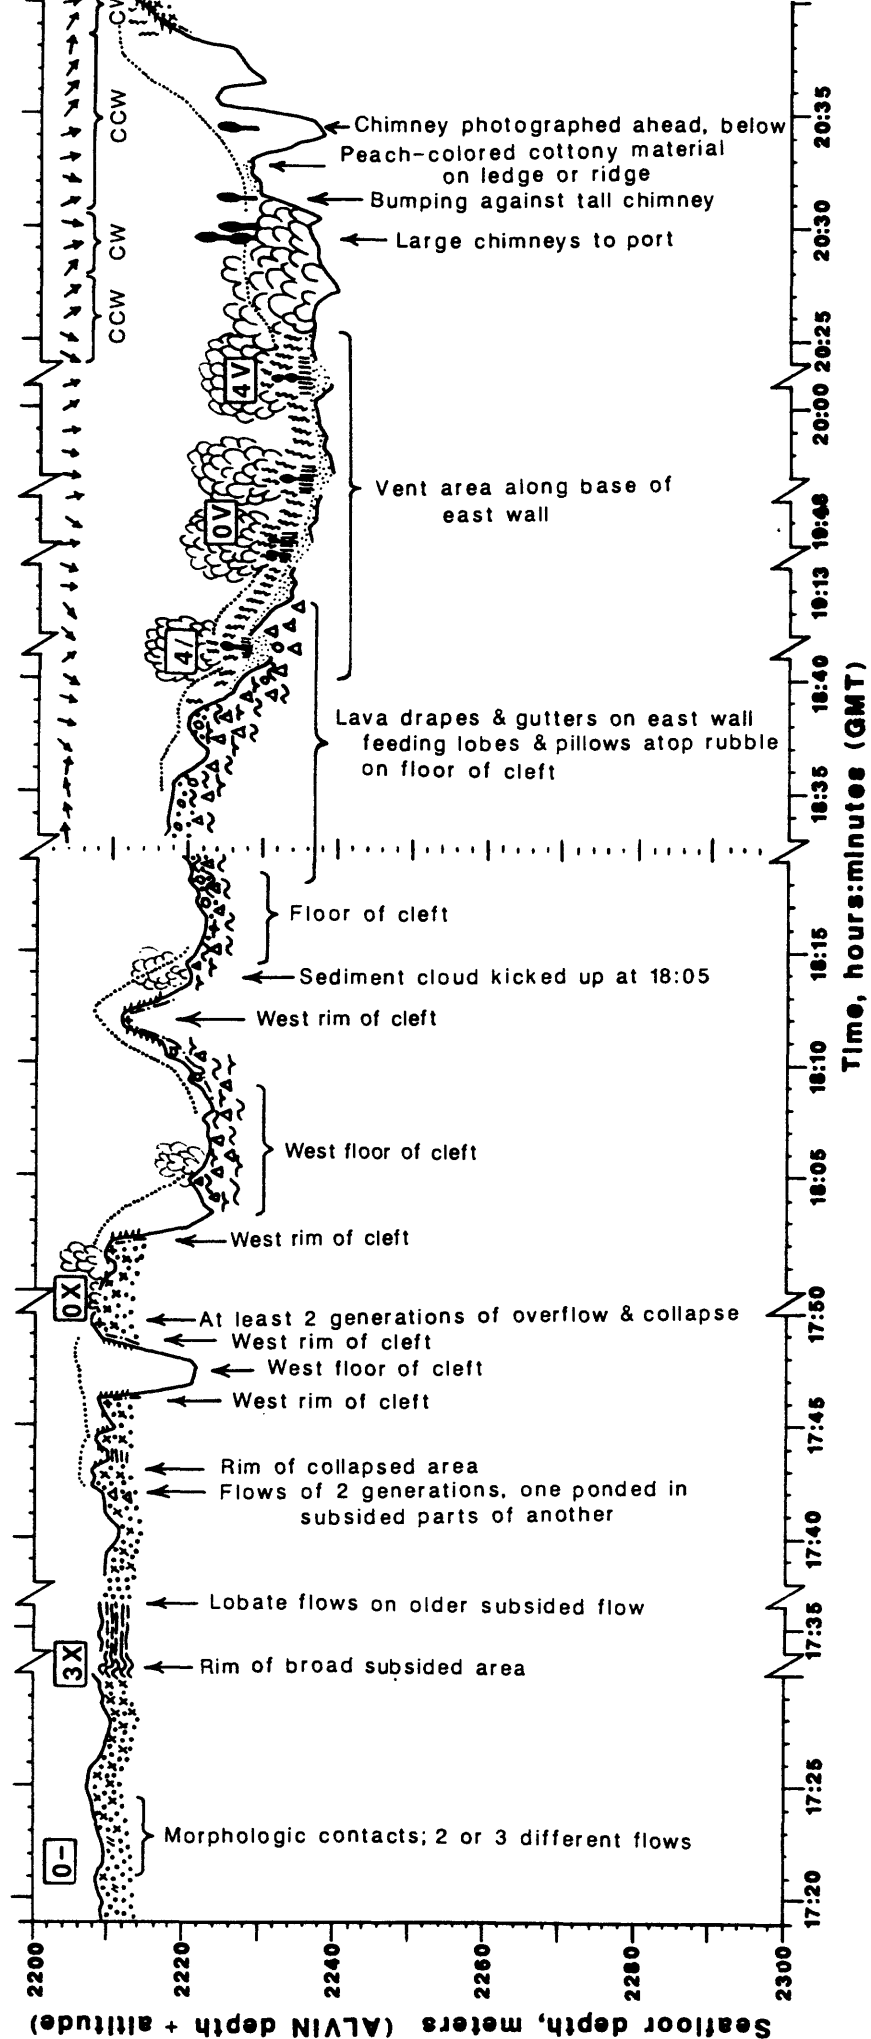 CW
CCW
CW
CCW
Chimney photographed ahead, below
Peach-colored cottony material
on ledge or ridge
Bumping against tall chimney
Large chimneys to port
4V
0V
4/
Vent area along base of
east wall
Lava drapes & gutters on east wall
feeding lobes & pillows atop rubble
on floor of cleft
Floor of cleft
Sediment cloud kicked up at 18:05
West rim of cleft
West floor of cleft
West rim of cleft
0X
At least 2 generations of overflow & collapse
West rim of cleft
West floor of cleft
West rim of cleft
Rim of collapsed area
Flows of 2 generations, one ponded in
subsided parts of another
Lobate flows on older subsided flow
3X
Rim of broad subsided area
Morphologic contacts; 2 or 3 different flows
0-
20:35
20:30
20:25
20:00
19:13
18:40
18:35
18:15
18:10
18:05
17:50
17:45
17:40
17:35
17:25
17:20
Time, hours:minutes (GMT)
2200
2220
2240
2260
2280
2300
Seafloor depth, meters (ALVIN depth + altitude)